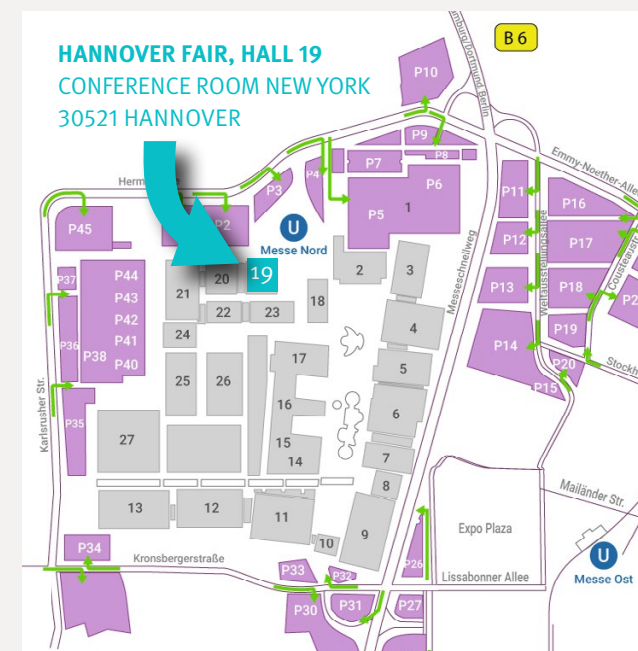 HANNOVER FAIR, HALL 19
CONFERENCE ROOM NEW YORK
30521 HANNOVER
B 6
Dortmund Berlin
P10
P9
P8
P7
P6
P5
1
P4
P3
P2
Herm
Emmy-Noether-Allee
P11
P16
P12
P17
P13
P18
P14
P19
P20
P15
Weltausstellungsallee
Messeschnellweg
P45
U
Messe Nord
19
20
21
22
23
24
18
2
3
4
5
6
7
8
9
10
11
12
13
14
15
16
17
25
26
27
P37
P36
P35
P44
P43
P42
P41
P40
P38
Karlsruher Str.
P34
Kronsbergerstraße
P33
P32
P30
P31
P27
P26
Expo Plaza
Lissabonner Allee
Mailänder Str.
U
Messe Ost